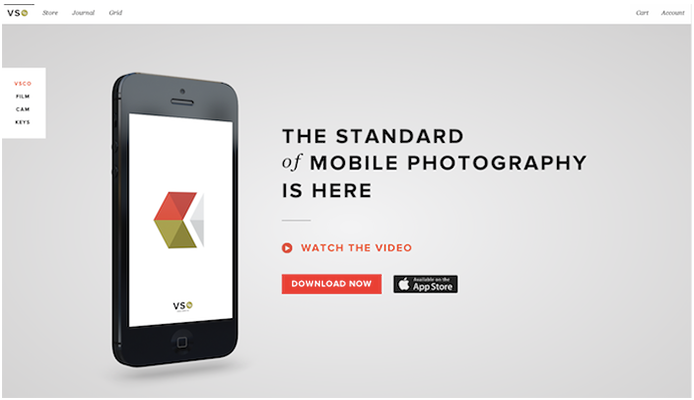 VSCO
Store
Journal
Grid
Cart
Account
VSCO
FILM
CAM
KEYS
THE STANDARD
of MOBILE PHOTOGRAPHY
IS HERE
WATCH THE VIDEO
DOWNLOAD NOW
Available on the
App Store
VS